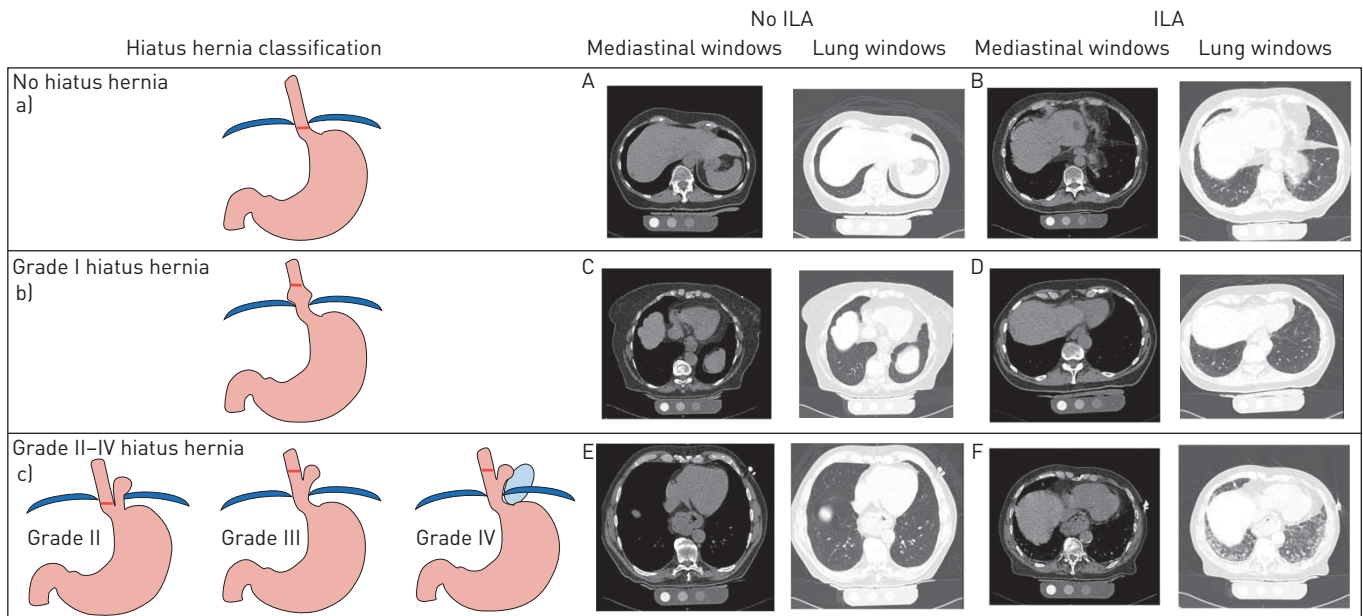 No ILA
ILA
Hiatus hernia classification
Mediastinal windows
Lung windows
Mediastinal windows
Lung windows
No hiatus hernia
a)
A
B
Grade I hiatus hernia
b)
C
D
Grade II–IV hiatus hernia
c)
E
F
Grade II
Grade III
Grade IV